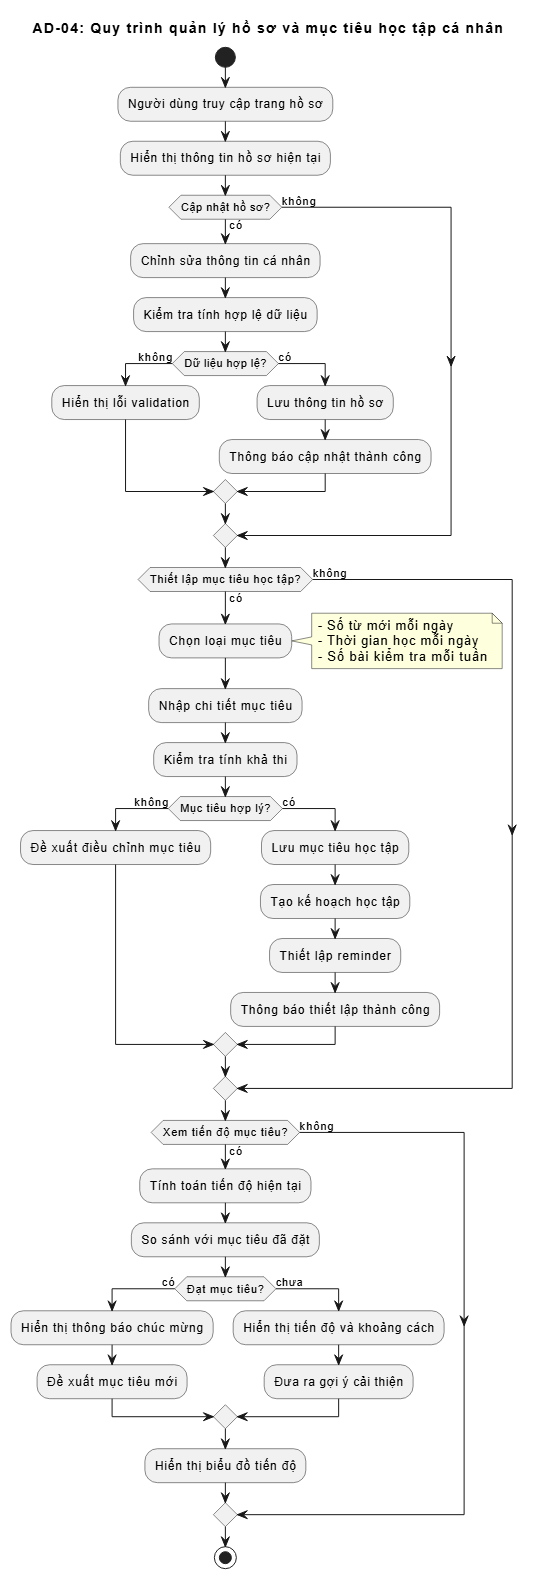 AD-04: Quy trình quản lý hồ sơ và mục tiêu học tập cá nhân
Người dùng truy cập trang hồ sơ
Hiển thị thông tin hồ sơ hiện tại
Cập nhật hồ sơ?
không
có
Chỉnh sửa thông tin cá nhân
Kiểm tra tính hợp lệ dữ liệu
không
Dữ liệu hợp lệ?
có
Hiển thị lỗi validation
Lưu thông tin hồ sơ
Thông báo cập nhật thành công
Thiết lập mục tiêu học tập?
không
có
Chọn loại mục tiêu
- Số từ mới mỗi ngày
- Thời gian học mỗi ngày
- Số bài kiểm tra mỗi tuần
Nhập chi tiết mục tiêu
Kiểm tra tính khả thi
không
Mục tiêu hợp lý?
có
Đề xuất điều chỉnh mục tiêu
Lưu mục tiêu học tập
Tạo kế hoạch học tập
Thiết lập reminder
Thông báo thiết lập thành công
Xem tiến độ mục tiêu?
không
có
Tính toán tiến độ hiện tại
So sánh với mục tiêu đã đặt
có
Đạt mục tiêu?
chưa
Hiển thị thông báo chúc mừng
Hiển thị tiến độ và khoảng cách
Đề xuất mục tiêu mới
Đưa ra gợi ý cải thiện
Hiển thị biểu đồ tiến độ